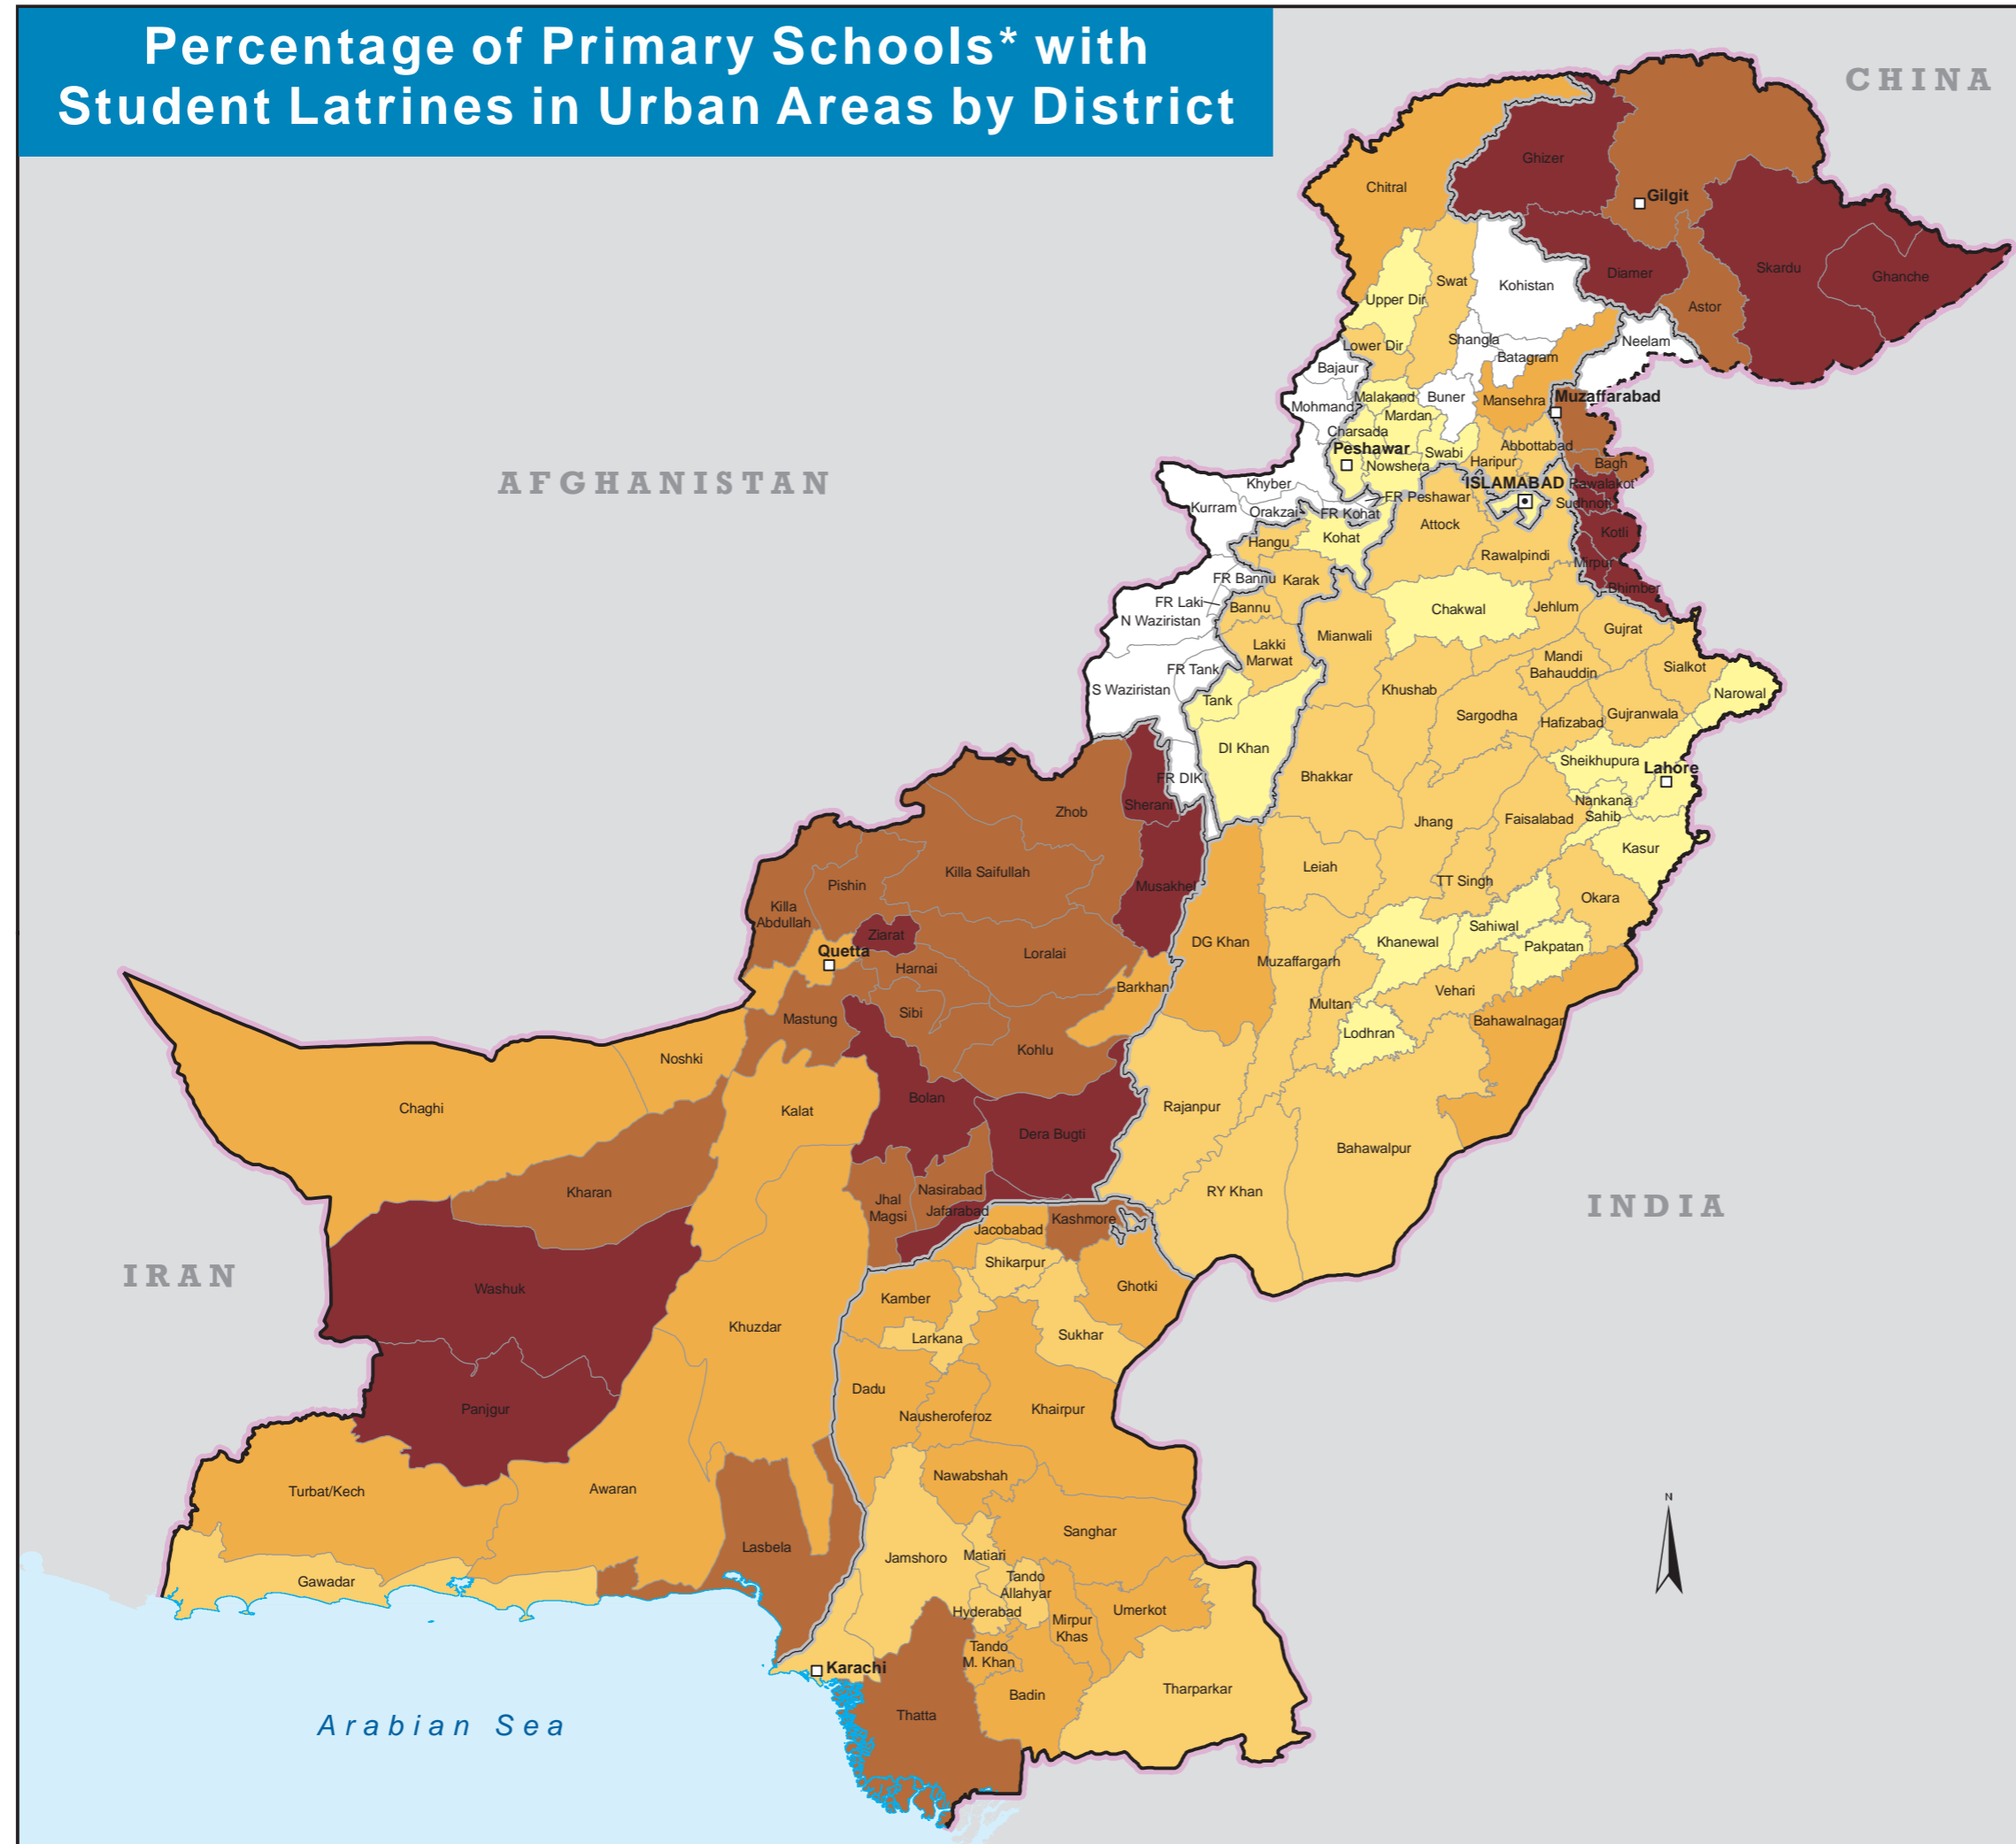 Percentage of Primary Schools* with
Student Latrines in Urban Areas by District
CHINA
Ghizer
Chitral
Gilgit
Skardu
Ghanche
Diamer
Astor
Swat
Kohistan
Upper Dir
Lower Dir
Shangla
Batagram
Neelam
Bajaur
Malakand
Buner
Mansehra
Muzaffarabad
Mohmand
Mardan
Charsada
Peshawar
Swabi
Abbottabad
Nowshera
Haripur
Bagh
AFGHANISTAN
Khyber
FR Peshawar
ISLAMABAD
Rawalakot
Kurram
Orakzai
FR Kohat
Sudhnoti
Attock
Hangu
Kohat
Kotli
Rawalpindi
Mirpur
FR Bannu
Karak
Bhimber
FR Laki
Bannu
Chakwal
Jehlum
N Waziristan
Mianwali
Gujrat
Lakki
Marwat
Mandi
Bahauddin
Sialkot
FR Tank
S Waziristan
Tank
Khushab
Narowal
Sargodha
Hafizabad
Gujranwala
DI Khan
Sheikhupura
Lahore
FR DIK
Bhakkar
Nankana
Sahib
Sherani
Zhob
Jhang
Faisalabad
Kasur
Leiah
Killa Saifullah
Pishin
Musakhel
TT Singh
Okara
Killa
Abdullah
Ziarat
Quetta
Loralai
DG Khan
Khanewal
Sahiwal
Pakpatan
Harnai
Muzaffargarh
Barkhan
Vehari
Multan
Sibi
Mastung
Lodhran
Bahawalnagar
Kohlu
Noshki
Chaghi
Kalat
Bolan
Rajanpur
Dera Bugti
Bahawalpur
Kharan
Jhal
Magsi
Nasirabad
RY Khan
Jafarabad
INDIA
Jacobabad
Kashmore
IRAN
Washuk
Shikarpur
Ghotki
Kamber
Khuzdar
Larkana
Sukhar
Dadu
Panjgur
Nausheroferoz
Khairpur
Turbat/Kech
Awaran
Nawabshah
N
Sanghar
Lasbela
Jamshoro
Matiari
Gawadar
Tando
Allahyar
Hyderabad
Umerkot
Mirpur
Khas
Tando
M. Khan
Karachi
Badin
Tharparkar
Thatta
Arabian Sea